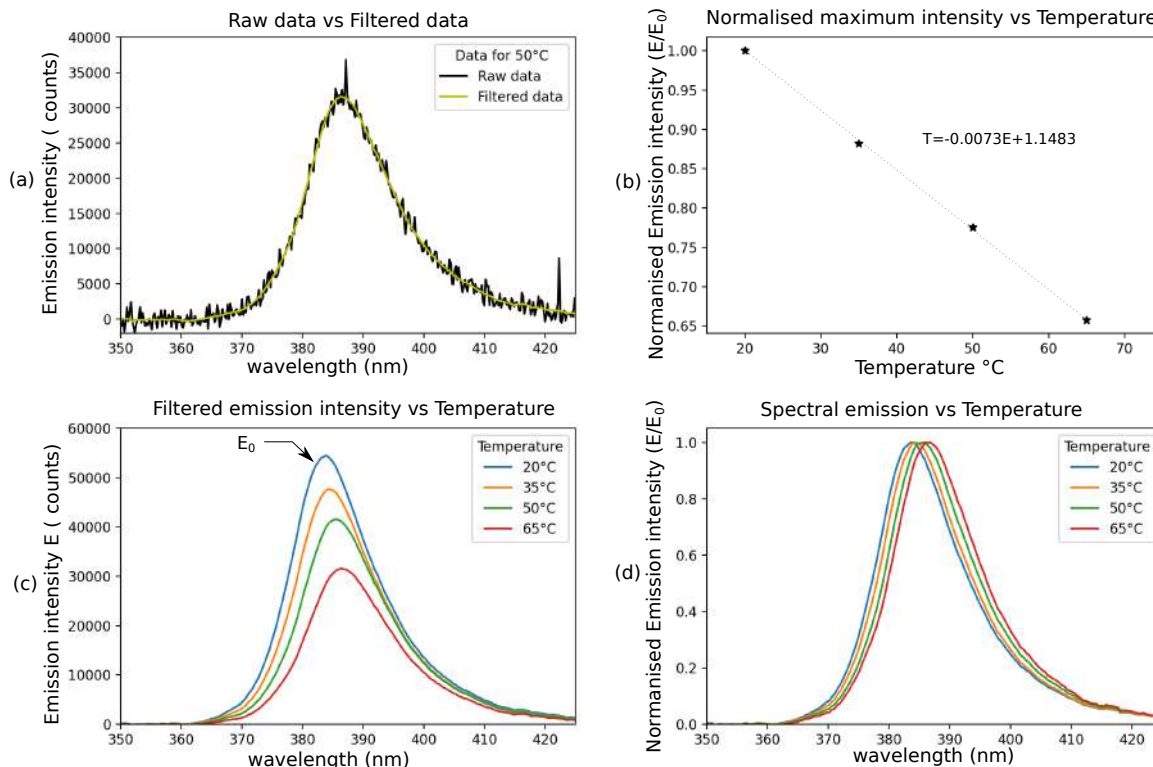 Raw data vs Filtered data
(a)
Emission intensity ( counts)
40000
35000
30000
25000
20000
15000
10000
5000
0
Data for 50°C
Raw data
Filtered data
350 360 370 380 390 400 410 420
wavelength (nm)
Normalised maximum intensity vs Temperature
(b)
Normanised Emission intensity (E/E₀)
1.00
0.95
0.90
0.85
0.80
0.75
0.70
0.65
T=-0.0073E+1.1483
20 30 40 50 60 70
Temperature °C
Filtered emission intensity vs Temperature
(c)
Emission intensity E ( counts)
60000
50000
40000
30000
20000
10000
0
E₀
Temperature
20°C
35°C
50°C
65°C
350 360 370 380 390 400 410 420
wavelength (nm)
Spectral emission vs Temperature
(d)
Normanised Emission intensity (E/E₀)
1.0
0.8
0.6
0.4
0.2
0.0
Temperature
20°C
35°C
50°C
65°C
350 360 370 380 390 400 410 420
wavelength (nm)